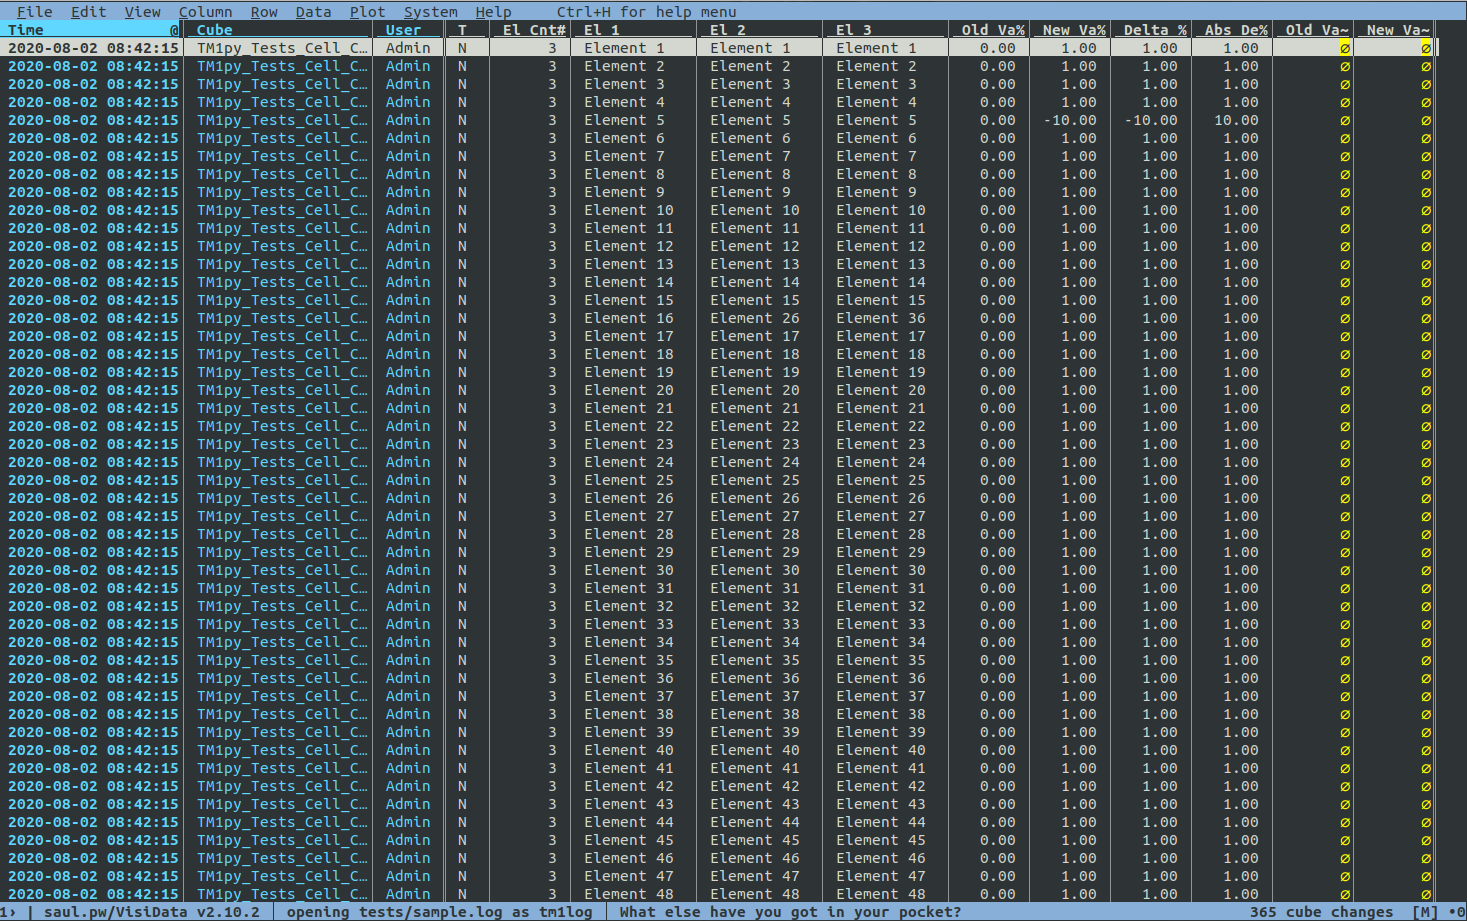 File Edit View Column Row Data Plot System Help Ctrl+H for help menu
Time @ Cube User T El Cnt# El 1 El 2 El 3 Old Va% New Va% Delta % Abs De% Old Va~ New Va~
2020-08-02 08:42:15 TM1py_Tests_Cell_C… Admin N 3 Element 1 Element 1 Element 1 0.00 1.00 1.00 1.00 ∅ ∅
2020-08-02 08:42:15 TM1py_Tests_Cell_C… Admin N 3 Element 2 Element 2 Element 2 0.00 1.00 1.00 1.00 ∅ ∅
2020-08-02 08:42:15 TM1py_Tests_Cell_C… Admin N 3 Element 3 Element 3 Element 3 0.00 1.00 1.00 1.00 ∅ ∅
2020-08-02 08:42:15 TM1py_Tests_Cell_C… Admin N 3 Element 4 Element 4 Element 4 0.00 1.00 1.00 1.00 ∅ ∅
2020-08-02 08:42:15 TM1py_Tests_Cell_C… Admin N 3 Element 5 Element 5 Element 5 0.00 -10.00 -10.00 10.00 ∅ ∅
2020-08-02 08:42:15 TM1py_Tests_Cell_C… Admin N 3 Element 6 Element 6 Element 6 0.00 1.00 1.00 1.00 ∅ ∅
2020-08-02 08:42:15 TM1py_Tests_Cell_C… Admin N 3 Element 7 Element 7 Element 7 0.00 1.00 1.00 1.00 ∅ ∅
2020-08-02 08:42:15 TM1py_Tests_Cell_C… Admin N 3 Element 8 Element 8 Element 8 0.00 1.00 1.00 1.00 ∅ ∅
2020-08-02 08:42:15 TM1py_Tests_Cell_C… Admin N 3 Element 9 Element 9 Element 9 0.00 1.00 1.00 1.00 ∅ ∅
2020-08-02 08:42:15 TM1py_Tests_Cell_C… Admin N 3 Element 10 Element 10 Element 10 0.00 1.00 1.00 1.00 ∅ ∅
2020-08-02 08:42:15 TM1py_Tests_Cell_C… Admin N 3 Element 11 Element 11 Element 11 0.00 1.00 1.00 1.00 ∅ ∅
2020-08-02 08:42:15 TM1py_Tests_Cell_C… Admin N 3 Element 12 Element 12 Element 12 0.00 1.00 1.00 1.00 ∅ ∅
2020-08-02 08:42:15 TM1py_Tests_Cell_C… Admin N 3 Element 13 Element 13 Element 13 0.00 1.00 1.00 1.00 ∅ ∅
2020-08-02 08:42:15 TM1py_Tests_Cell_C… Admin N 3 Element 14 Element 14 Element 14 0.00 1.00 1.00 1.00 ∅ ∅
2020-08-02 08:42:15 TM1py_Tests_Cell_C… Admin N 3 Element 15 Element 15 Element 15 0.00 1.00 1.00 1.00 ∅ ∅
2020-08-02 08:42:15 TM1py_Tests_Cell_C… Admin N 3 Element 16 Element 26 Element 36 0.00 1.00 1.00 1.00 ∅ ∅
2020-08-02 08:42:15 TM1py_Tests_Cell_C… Admin N 3 Element 17 Element 17 Element 17 0.00 1.00 1.00 1.00 ∅ ∅
2020-08-02 08:42:15 TM1py_Tests_Cell_C… Admin N 3 Element 18 Element 18 Element 18 0.00 1.00 1.00 1.00 ∅ ∅
2020-08-02 08:42:15 TM1py_Tests_Cell_C… Admin N 3 Element 19 Element 19 Element 19 0.00 1.00 1.00 1.00 ∅ ∅
2020-08-02 08:42:15 TM1py_Tests_Cell_C… Admin N 3 Element 20 Element 20 Element 20 0.00 1.00 1.00 1.00 ∅ ∅
2020-08-02 08:42:15 TM1py_Tests_Cell_C… Admin N 3 Element 21 Element 21 Element 21 0.00 1.00 1.00 1.00 ∅ ∅
2020-08-02 08:42:15 TM1py_Tests_Cell_C… Admin N 3 Element 22 Element 22 Element 22 0.00 1.00 1.00 1.00 ∅ ∅
2020-08-02 08:42:15 TM1py_Tests_Cell_C… Admin N 3 Element 23 Element 23 Element 23 0.00 1.00 1.00 1.00 ∅ ∅
2020-08-02 08:42:15 TM1py_Tests_Cell_C… Admin N 3 Element 24 Element 24 Element 24 0.00 1.00 1.00 1.00 ∅ ∅
2020-08-02 08:42:15 TM1py_Tests_Cell_C… Admin N 3 Element 25 Element 25 Element 25 0.00 1.00 1.00 1.00 ∅ ∅
2020-08-02 08:42:15 TM1py_Tests_Cell_C… Admin N 3 Element 26 Element 26 Element 26 0.00 1.00 1.00 1.00 ∅ ∅
2020-08-02 08:42:15 TM1py_Tests_Cell_C… Admin N 3 Element 27 Element 27 Element 27 0.00 1.00 1.00 1.00 ∅ ∅
2020-08-02 08:42:15 TM1py_Tests_Cell_C… Admin N 3 Element 28 Element 28 Element 28 0.00 1.00 1.00 1.00 ∅ ∅
2020-08-02 08:42:15 TM1py_Tests_Cell_C… Admin N 3 Element 29 Element 29 Element 29 0.00 1.00 1.00 1.00 ∅ ∅
2020-08-02 08:42:15 TM1py_Tests_Cell_C… Admin N 3 Element 30 Element 30 Element 30 0.00 1.00 1.00 1.00 ∅ ∅
2020-08-02 08:42:15 TM1py_Tests_Cell_C… Admin N 3 Element 31 Element 31 Element 31 0.00 1.00 1.00 1.00 ∅ ∅
2020-08-02 08:42:15 TM1py_Tests_Cell_C… Admin N 3 Element 32 Element 32 Element 32 0.00 1.00 1.00 1.00 ∅ ∅
2020-08-02 08:42:15 TM1py_Tests_Cell_C… Admin N 3 Element 33 Element 33 Element 33 0.00 1.00 1.00 1.00 ∅ ∅
2020-08-02 08:42:15 TM1py_Tests_Cell_C… Admin N 3 Element 34 Element 34 Element 34 0.00 1.00 1.00 1.00 ∅ ∅
2020-08-02 08:42:15 TM1py_Tests_Cell_C… Admin N 3 Element 35 Element 35 Element 35 0.00 1.00 1.00 1.00 ∅ ∅
2020-08-02 08:42:15 TM1py_Tests_Cell_C… Admin N 3 Element 36 Element 36 Element 36 0.00 1.00 1.00 1.00 ∅ ∅
2020-08-02 08:42:15 TM1py_Tests_Cell_C… Admin N 3 Element 37 Element 37 Element 37 0.00 1.00 1.00 1.00 ∅ ∅
2020-08-02 08:42:15 TM1py_Tests_Cell_C… Admin N 3 Element 38 Element 38 Element 38 0.00 1.00 1.00 1.00 ∅ ∅
2020-08-02 08:42:15 TM1py_Tests_Cell_C… Admin N 3 Element 39 Element 39 Element 39 0.00 1.00 1.00 1.00 ∅ ∅
2020-08-02 08:42:15 TM1py_Tests_Cell_C… Admin N 3 Element 40 Element 40 Element 40 0.00 1.00 1.00 1.00 ∅ ∅
2020-08-02 08:42:15 TM1py_Tests_Cell_C… Admin N 3 Element 41 Element 41 Element 41 0.00 1.00 1.00 1.00 ∅ ∅
2020-08-02 08:42:15 TM1py_Tests_Cell_C… Admin N 3 Element 42 Element 42 Element 42 0.00 1.00 1.00 1.00 ∅ ∅
2020-08-02 08:42:15 TM1py_Tests_Cell_C… Admin N 3 Element 43 Element 43 Element 43 0.00 1.00 1.00 1.00 ∅ ∅
2020-08-02 08:42:15 TM1py_Tests_Cell_C… Admin N 3 Element 44 Element 44 Element 44 0.00 1.00 1.00 1.00 ∅ ∅
2020-08-02 08:42:15 TM1py_Tests_Cell_C… Admin N 3 Element 45 Element 45 Element 45 0.00 1.00 1.00 1.00 ∅ ∅
2020-08-02 08:42:15 TM1py_Tests_Cell_C… Admin N 3 Element 46 Element 46 Element 46 0.00 1.00 1.00 1.00 ∅ ∅
2020-08-02 08:42:15 TM1py_Tests_Cell_C… Admin N 3 Element 47 Element 47 Element 47 0.00 1.00 1.00 1.00 ∅ ∅
2020-08-02 08:42:15 TM1py_Tests_Cell_C… Admin N 3 Element 48 Element 48 Element 48 0.00 1.00 1.00 1.00 ∅ ∅
1› | saul.pw/VisiData v2.10.2 | opening tests/sample.log as tm1log | What else have you got in your pocket? 365 cube changes [M] •0